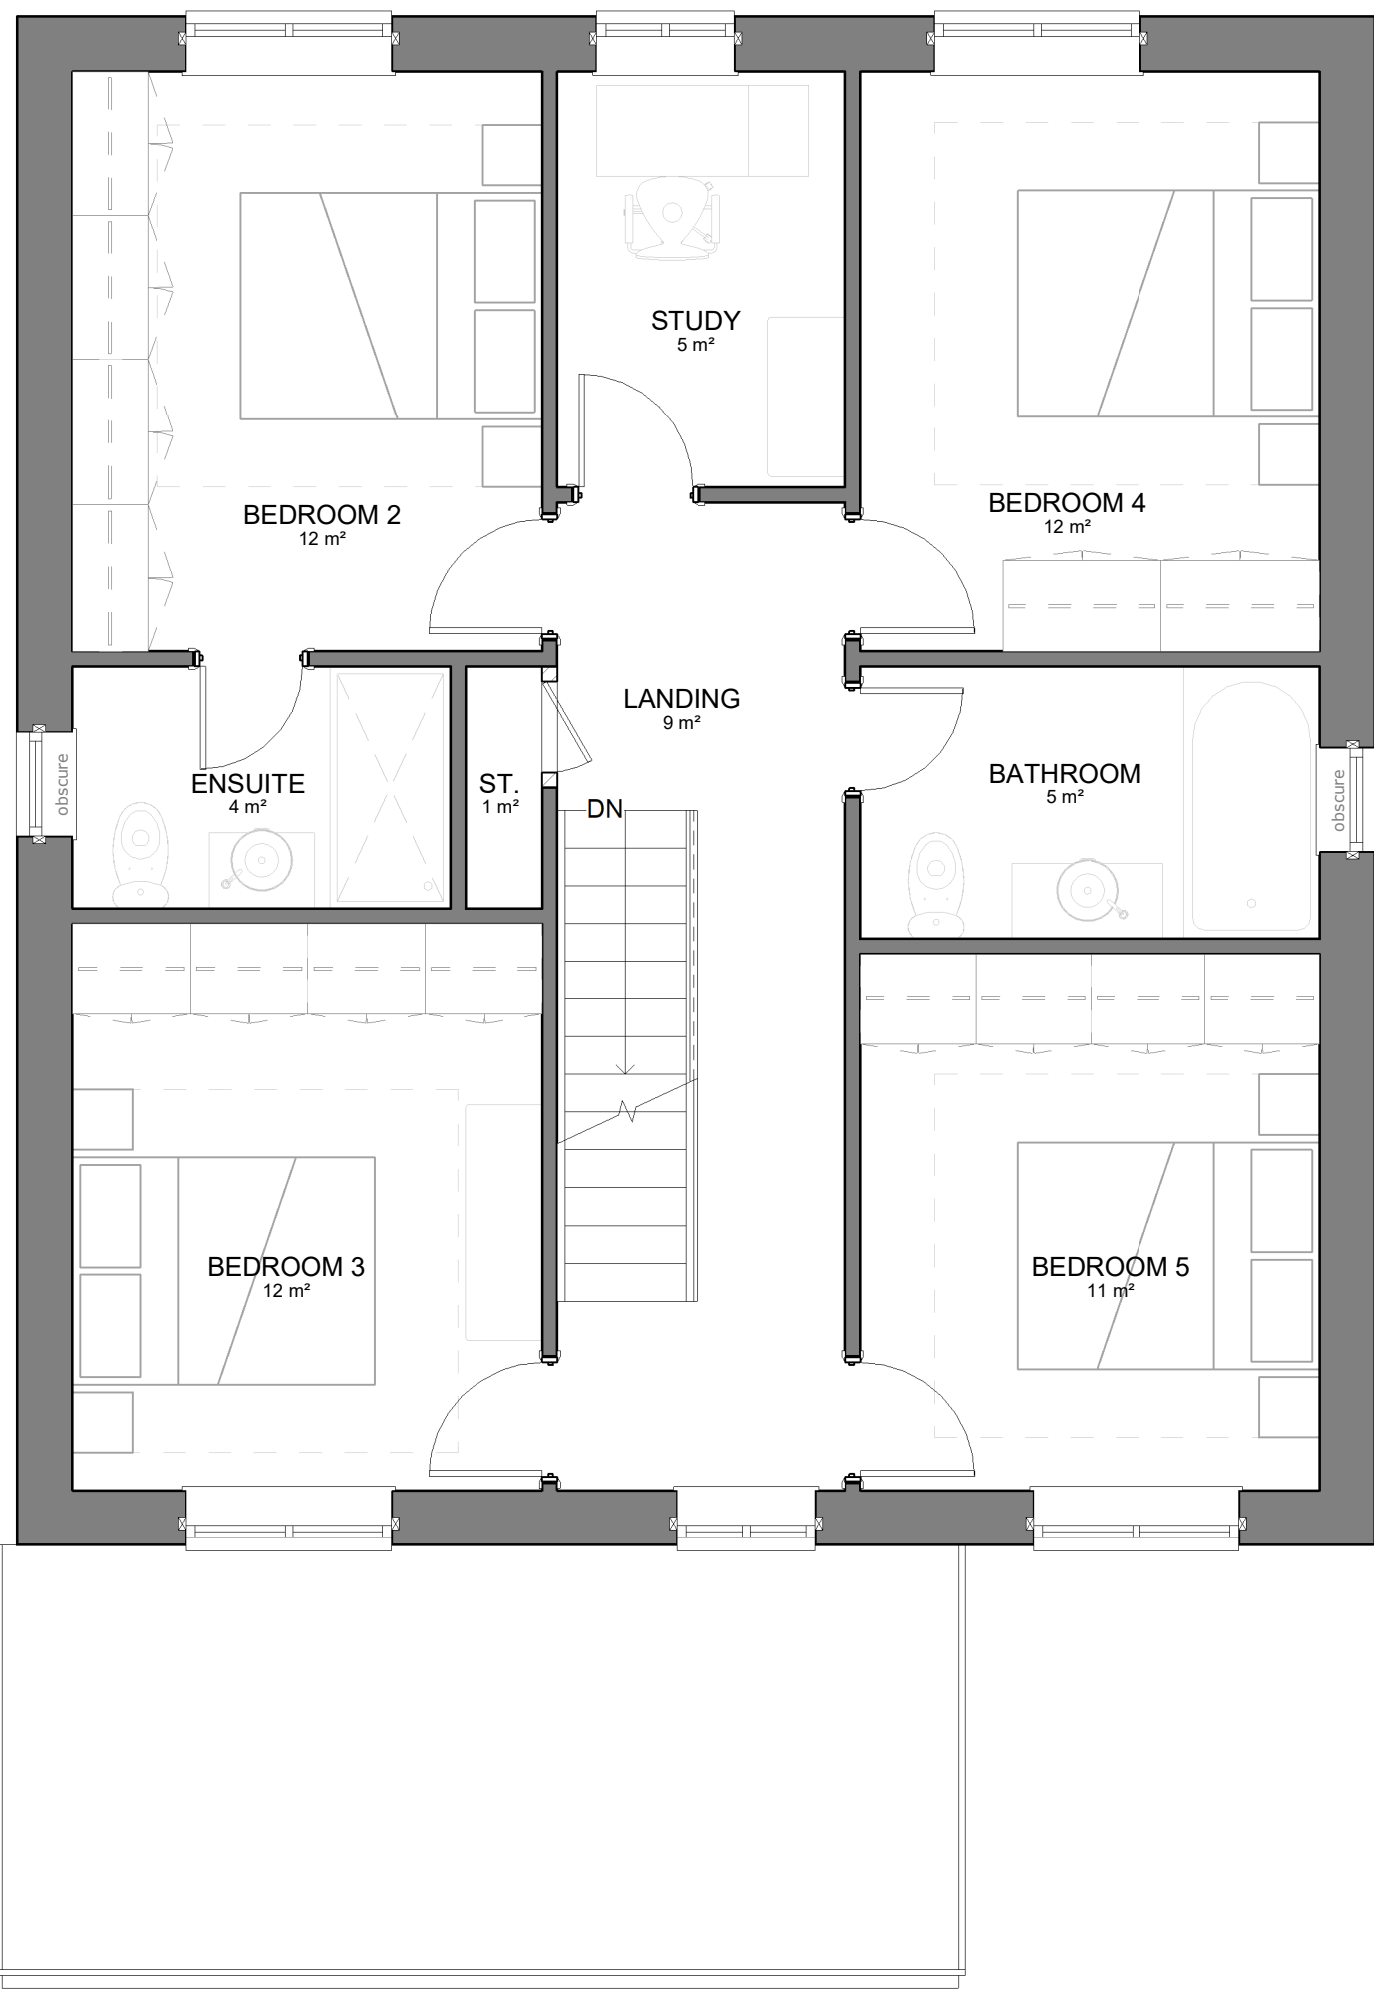 STUDY
5 m²
BEDROOM 2
12 m²
BEDROOM 4
12 m²
LANDING
9 m²
obscure
ENSUITE
4 m²
ST.
1 m²
DN
BATHROOM
5 m²
obscure
BEDROOM 3
12 m²
BEDROOM 5
11 m²